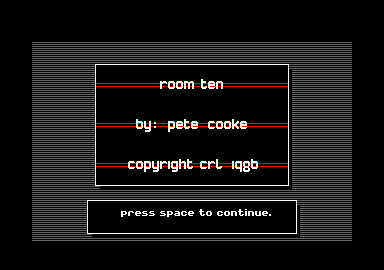 room ten
by: pete cooke
copyright crl 1986
press space to continue.